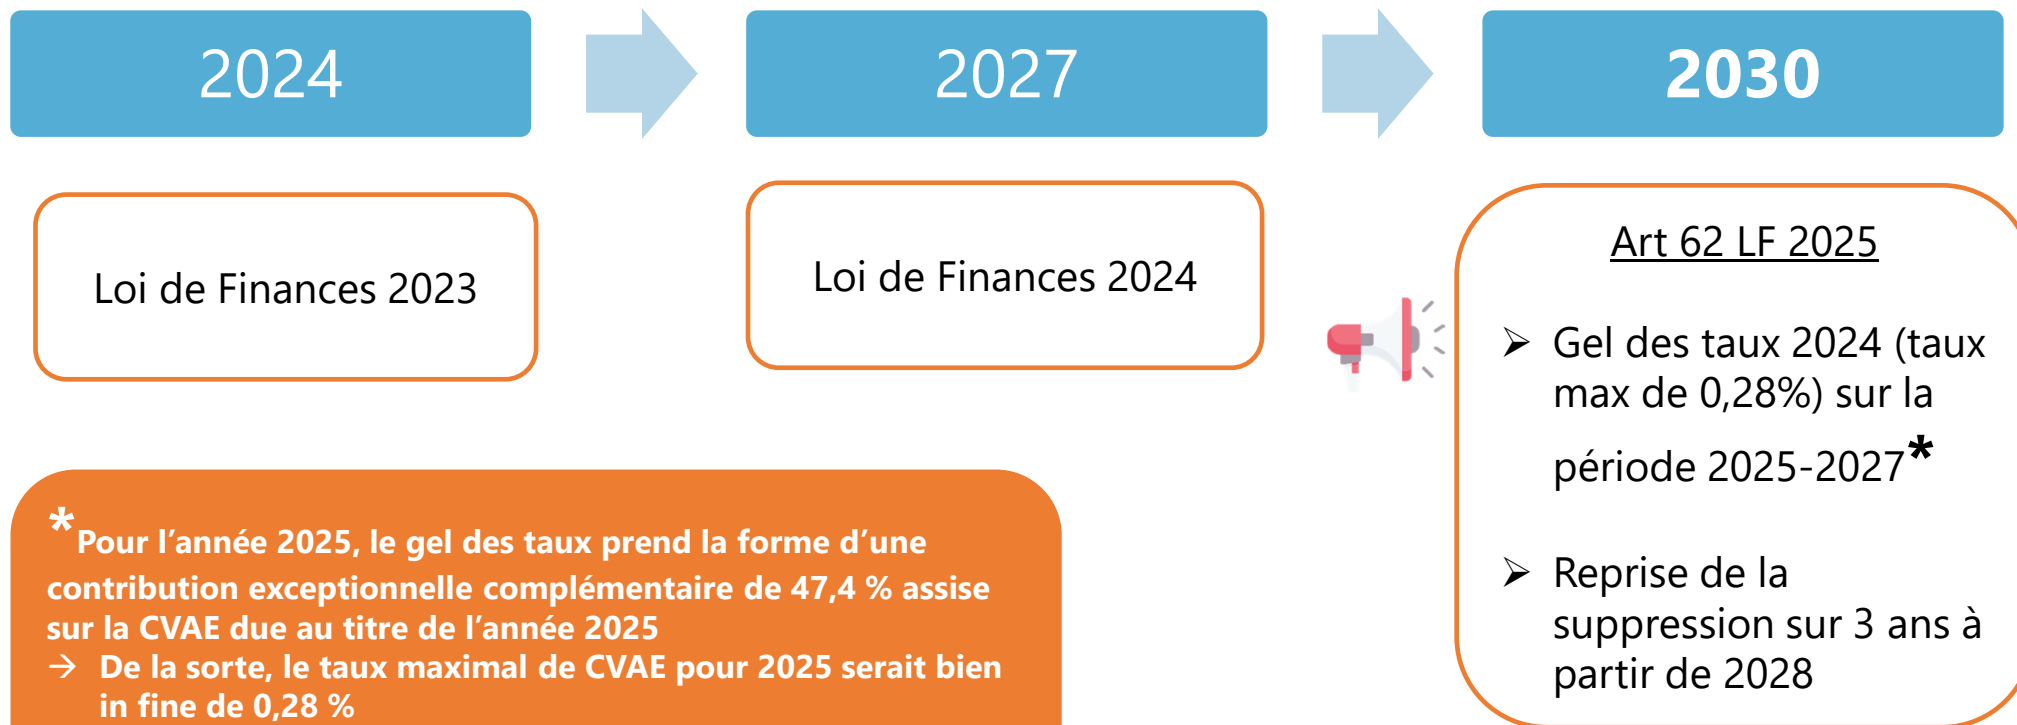 2024
2027
2030
Loi de Finances 2023
Loi de Finances 2024
Art 62 LF 2025
➢ Gel des taux 2024 (taux
max de 0,28%) sur la
période 2025-2027*
➢ Reprise de la
suppression sur 3 ans à
partir de 2028
*Pour l’année 2025, le gel des taux prend la forme d’une
contribution exceptionnelle complémentaire de 47,4 % assise
sur la CVAE due au titre de l’année 2025
→ De la sorte, le taux maximal de CVAE pour 2025 serait bien
in fine de 0,28 %